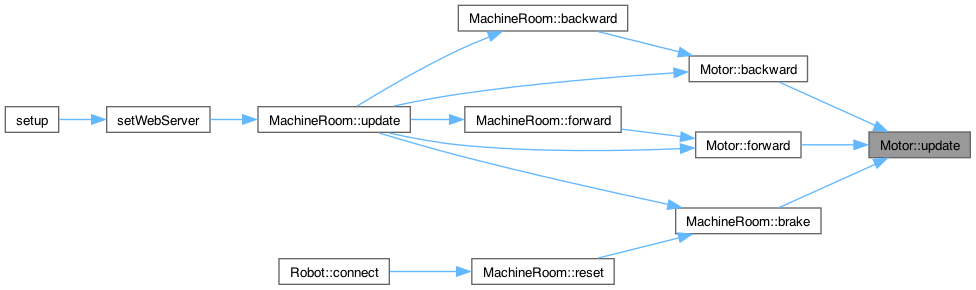 MachineRoom::backward
Motor::backward
setup
setWebServer
MachineRoom::update
MachineRoom::forward
Motor::forward
Motor::update
MachineRoom::brake
Robot::connect
MachineRoom::reset